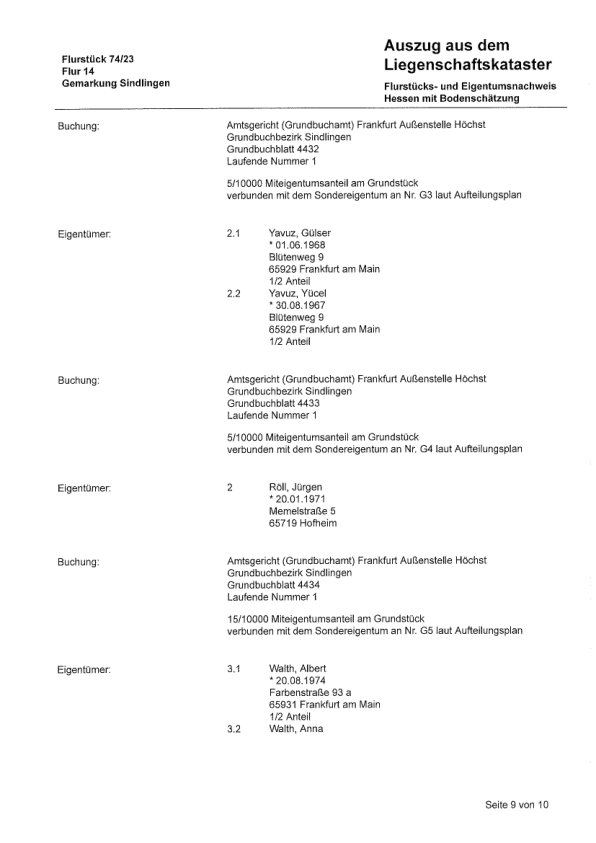 Flurstück 74/23
Flur 14
Gemarkung Sindlingen
Auszug aus dem
Liegenschaftskataster
Flurstücks- und Eigentumsnachweis
Hessen mit Bodenschätzung
Buchung: Amtsgericht (Grundbuchamt) Frankfurt Außenstelle Höchst
Grundbuchbezirk Sindlingen
Grundbuchblatt 4432
Laufende Nummer 1
5/10000 Miteigentumsanteil am Grundstück
verbunden mit dem Sondereigentum an Nr. G3 laut Aufteilungsplan
Eigentümer: 2.1 Yavuz, Gülser
* 01.06.1968
Blütenweg 9
65929 Frankfurt am Main
1/2 Anteil
2.2 Yavuz, Yücel
* 30.08.1967
Blütenweg 9
65929 Frankfurt am Main
1/2 Anteil
Buchung: Amtsgericht (Grundbuchamt) Frankfurt Außenstelle Höchst
Grundbuchbezirk Sindlingen
Grundbuchblatt 4433
Laufende Nummer 1
5/10000 Miteigentumsanteil am Grundstück
verbunden mit dem Sondereigentum an Nr. G4 laut Aufteilungsplan
Eigentümer: 2 Röll, Jürgen
* 20.01.1971
Memelstraße 5
65719 Hofheim
Buchung: Amtsgericht (Grundbuchamt) Frankfurt Außenstelle Höchst
Grundbuchbezirk Sindlingen
Grundbuchblatt 4434
Laufende Nummer 1
15/10000 Miteigentumsanteil am Grundstück
verbunden mit dem Sondereigentum an Nr. G5 laut Aufteilungsplan
Eigentümer: 3.1 Walth, Albert
* 20.08.1974
Farbenstraße 93 a
65931 Frankfurt am Main
1/2 Anteil
3.2 Walth, Anna
Seite 9 von 10